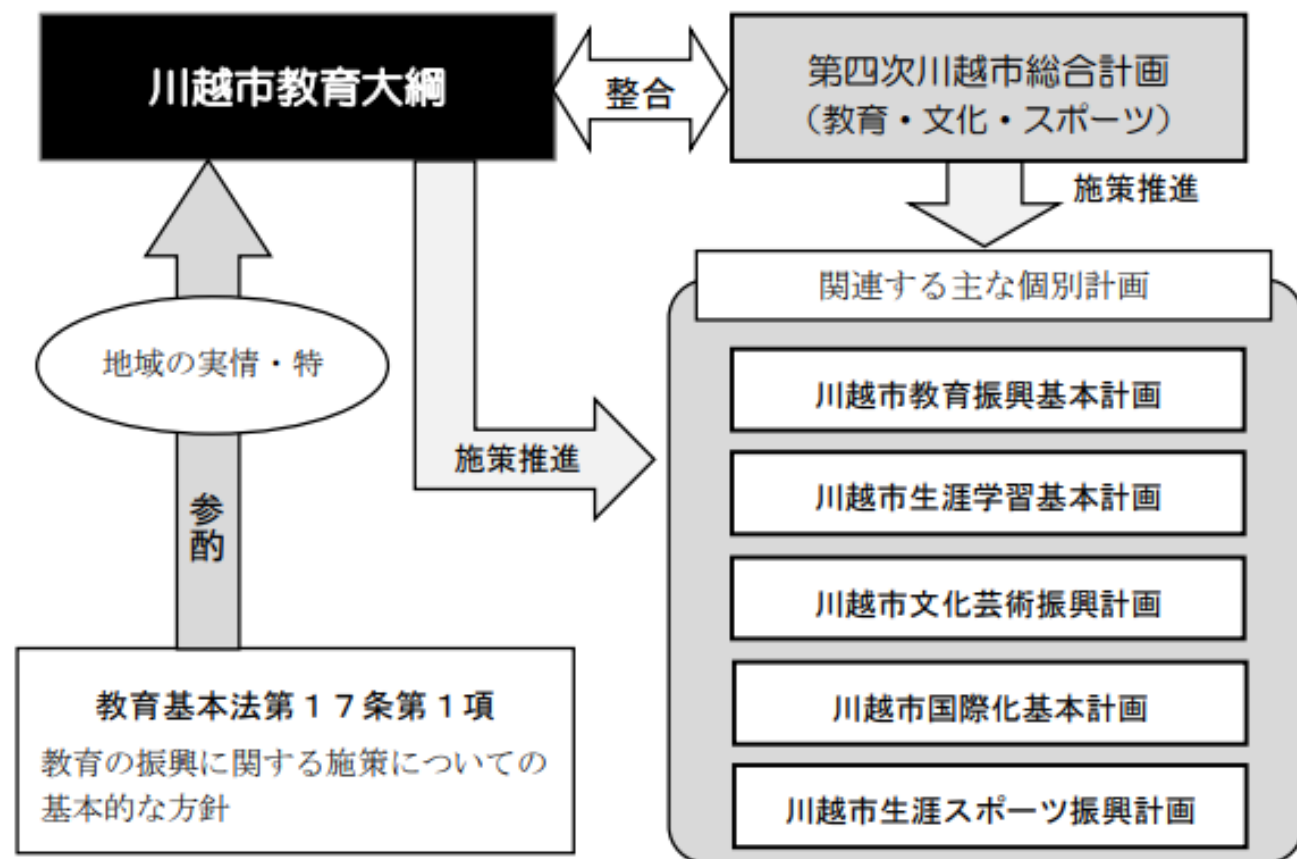 川越市教育大綱
整合
第四次川越市総合計画
（教育・文化・スポーツ）
施策推進
関連する主な個別計画
地域の実情・特
川越市教育振興基本計画
施策推進
川越市生涯学習基本計画
参酌
川越市文化芸術振興計画
教育基本法第１７条第１項
教育の振興に関する施策についての
基本的な方針
川越市国際化基本計画
川越市生涯スポーツ振興計画